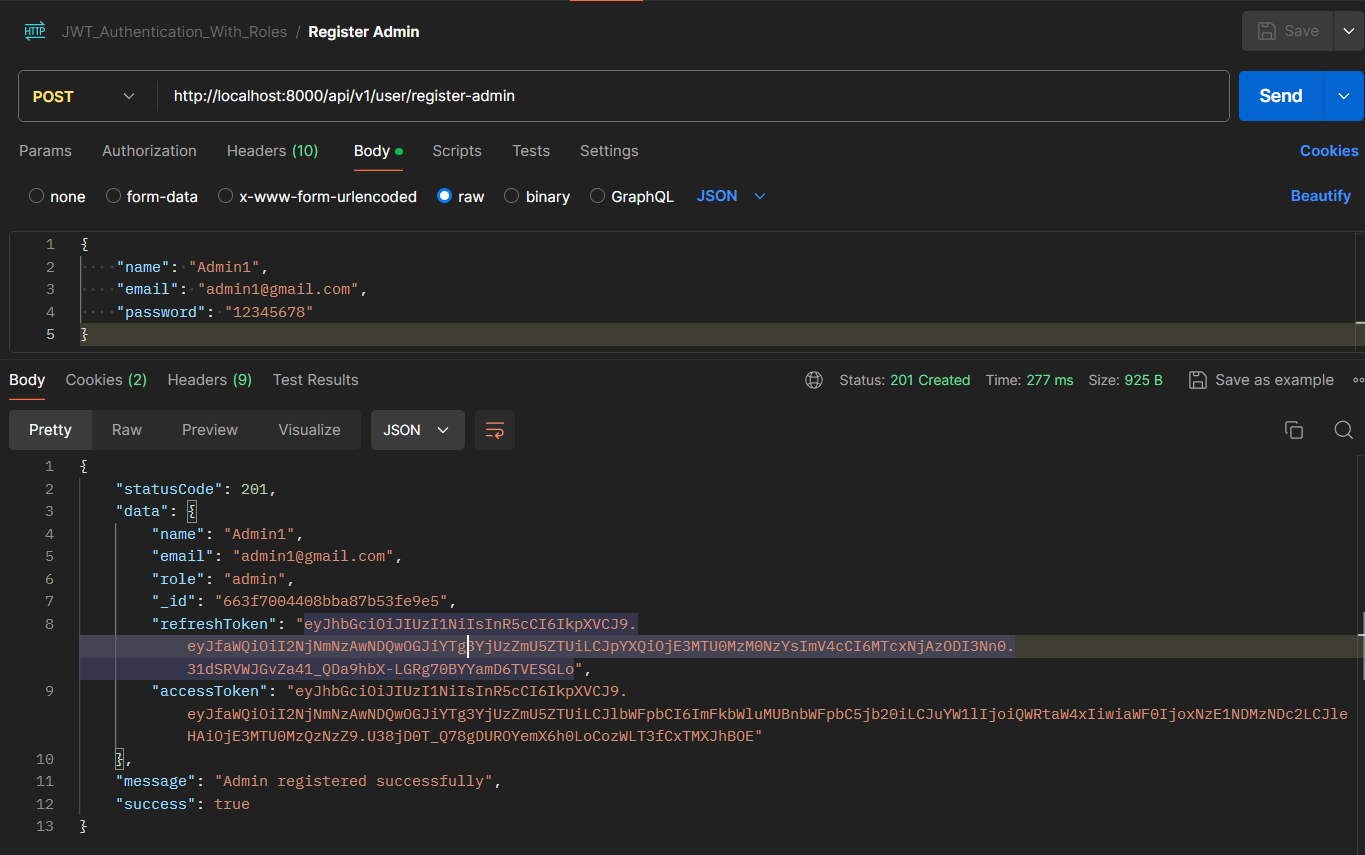 HTTP JWT_Authentication_With_Roles / Register Admin Save
POST http://localhost:8000/api/v1/user/register-admin Send
Params Authorization Headers (10) Body Scripts Tests Settings Cookies
none form-data x-www-form-urlencoded raw binary GraphQL JSON Beautify
1 {
2 "name": "Admin1",
3 "email": "admin1@gmail.com",
4 "password": "12345678"
5 }
Body Cookies (2) Headers (9) Test Results Status: 201 Created Time: 277 ms Size: 925 B Save as example
Pretty Raw Preview Visualize JSON
1 {
2 "statusCode": 201,
3 "data": {
4 "name": "Admin1",
5 "email": "admin1@gmail.com",
6 "role": "admin",
7 "_id": "663f7004408bba87b53fe9e5",
8 "refreshToken": "eyJhbGciOiJIUzI1NiIsInR5cCI6IkpXVCJ9.
eyJfaWQiOiI2NjNmNzAwNDQwOGJiYTg3YjUzZmU5ZTUiLCJpYXQiOjE3MTU0MzM0NzYsImV4cCI6MTcxNjAzODI3Nn0.
31dSRVWJGvZa41_QDa9hbX-LGRg70BYYamD6TVESGLo",
9 "accessToken": "eyJhbGciOiJIUzI1NiIsInR5cCI6IkpXVCJ9.
eyJfaWQiOiI2NjNmNzAwNDQwOGJiYTg3YjUzZmU5ZTUiLCJlbWFpbCI6ImFkbWluMUBnbWFpbC5jb20iLCJuYW1lIjoiQWRtaW4xIiwiaWF0IjoxNzE1NDMzNDc2LCJle
HAiOjE3MTU0MzQzNzZ9.U38jD0T_Q78gDUROYemX6h0LoCozWLT3fCxTMXJhBOE"
10 },
11 "message": "Admin registered successfully",
12 "success": true
13 }